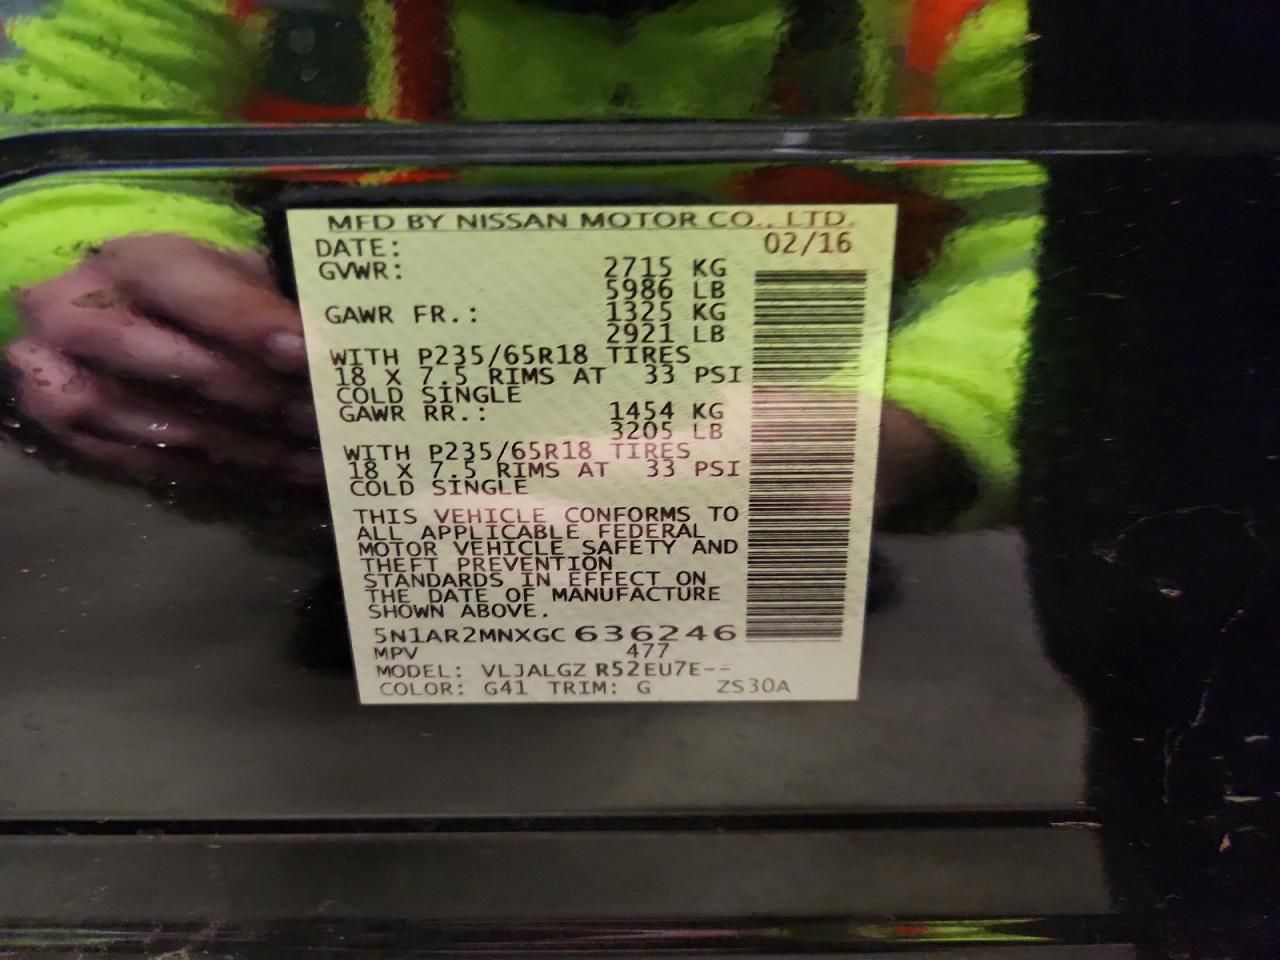 MFD BY NISSAN MOTOR CO., LTD.
DATE: 02/16
GVWR: 2715 KG
5986 LB
GAWR FR.: 1325 KG
2921 LB
WITH P235/65R18 TIRES
18 X 7.5 RIMS AT 33 PSI
COLD SINGLE
GAWR RR.: 1454 KG
3205 LB
WITH P235/65R18 TIRES
18 X 7.5 RIMS AT 33 PSI
COLD SINGLE
THIS VEHICLE CONFORMS TO
ALL APPLICABLE FEDERAL
MOTOR VEHICLE SAFETY AND
THEFT PREVENTION
STANDARDS IN EFFECT ON
THE DATE OF MANUFACTURE
SHOWN ABOVE.
5N1AR2MNXGC 636246
MPV 477
MODEL: VLJALGZ R52EU7E--
COLOR: G41 TRIM: G ZS30A